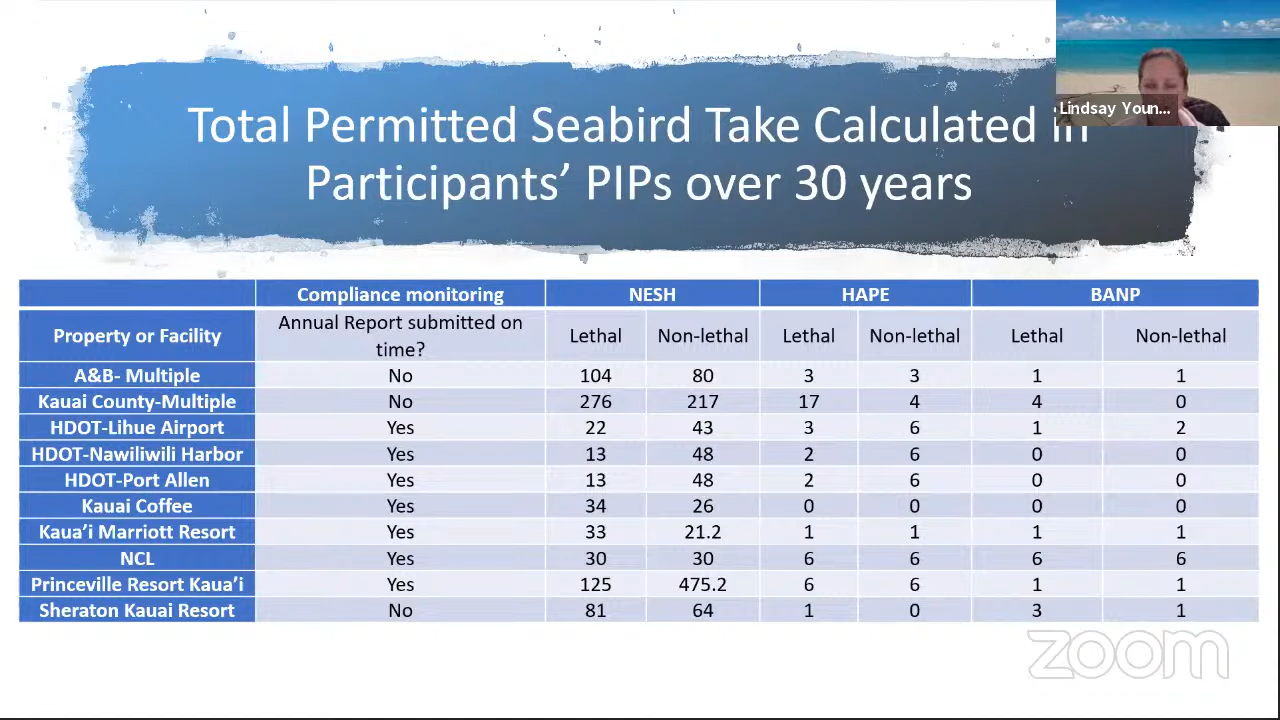 Total Permitted Seabird Take Calculated in
Participants’ PIPs over 30 years
Lindsay Youn...
Compliance monitoring NESH HAPE BANP
Property or Facility Annual Report submitted on time? Lethal Non-lethal Lethal Non-lethal Lethal Non-lethal
A&B- Multiple No 104 80 3 3 1 1
Kauai County-Multiple No 276 217 17 4 4 0
HDOT-Lihue Airport Yes 22 43 3 6 1 2
HDOT-Nawiliwili Harbor Yes 13 48 2 6 0 0
HDOT-Port Allen Yes 13 48 2 6 0 0
Kauai Coffee Yes 34 26 0 0 0 0
Kaua’i Marriott Resort Yes 33 21.2 1 1 1 1
NCL Yes 30 30 6 6 6 6
Princeville Resort Kaua’i Yes 125 475.2 6 6 1 1
Sheraton Kauai Resort No 81 64 1 0 3 1
zoom